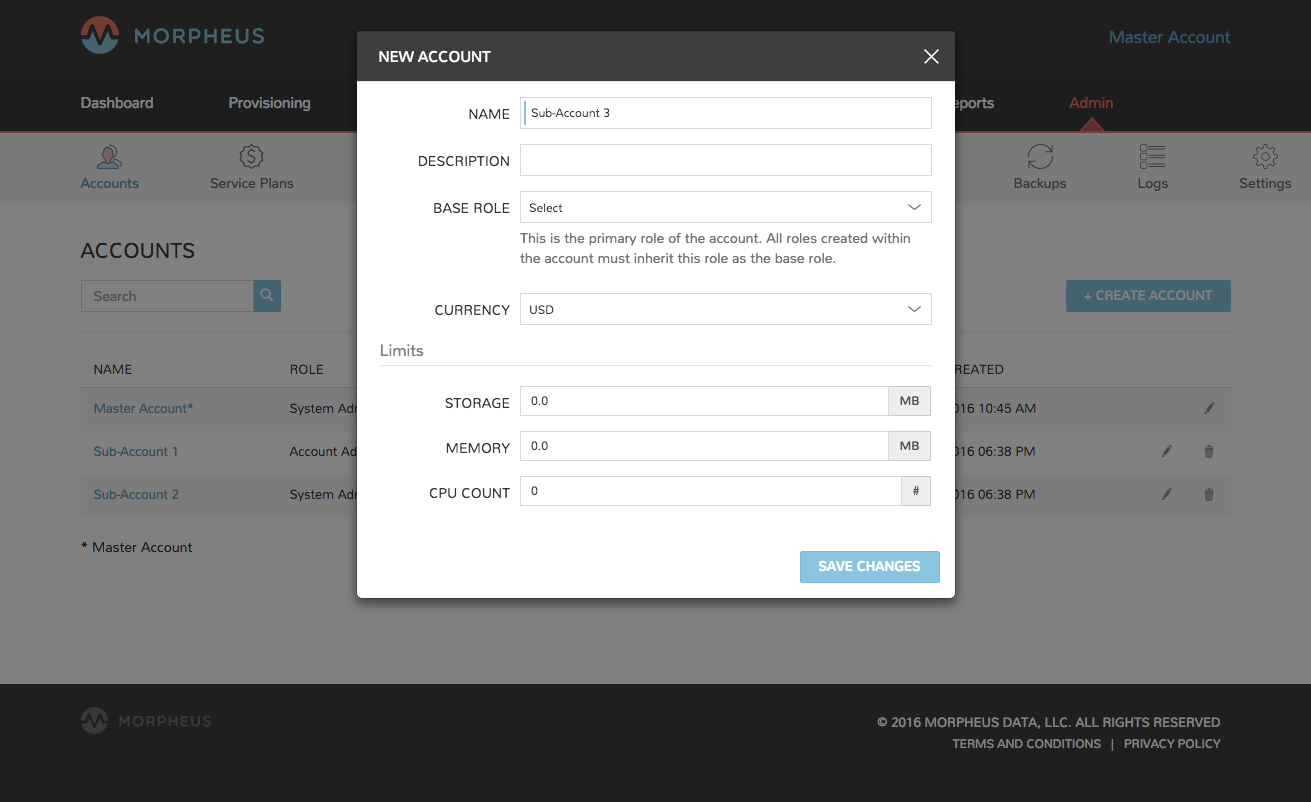 MORPHEUS
Master Account
Dashboard
Provisioning
eports
Admin
Accounts
Service Plans
Backups
Logs
Settings
ACCOUNTS
Search
+ CREATE ACCOUNT
NAME
ROLE
REATED
Master Account*
System Adr
016 10:45 AM
Sub-Account 1
Account Ad
016 06:38 PM
Sub-Account 2
System Adr
016 06:38 PM
* Master Account
NEW ACCOUNT
NAME
Sub-Account 3
DESCRIPTION
BASE ROLE
Select
This is the primary role of the account. All roles created within
the account must inherit this role as the base role.
CURRENCY
USD
Limits
STORAGE
0.0
MB
MEMORY
0.0
MB
CPU COUNT
0
#
SAVE CHANGES
MORPHEUS
© 2016 MORPHEUS DATA, LLC. ALL RIGHTS RESERVED
TERMS AND CONDITIONS | PRIVACY POLICY